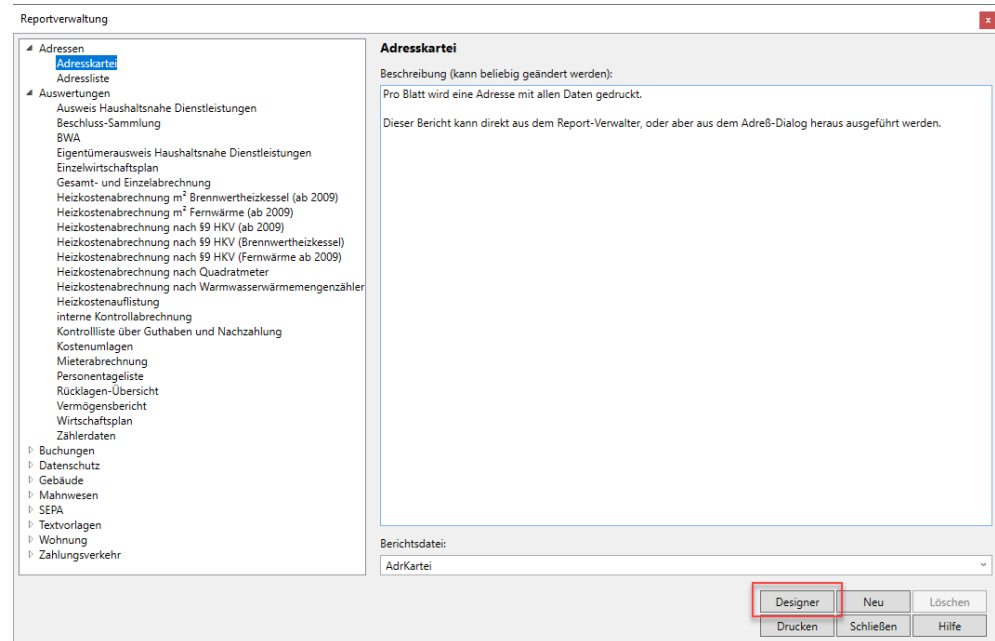 Reportverwaltung
x
Adressen
Adresskartei
Adressliste
Auswertungen
Ausweis Haushaltsnahe Dienstleistungen
Beschluss-Sammlung
BWA
Eigentümerausweis Haushaltsnahe Dienstleistungen
Einzelwirtschaftsplan
Gesamt- und Einzelabrechnung
Heizkostenabrechnung m² Brennwertheizkessel (ab 2009)
Heizkostenabrechnung m² Fernwärme (ab 2009)
Heizkostenabrechnung nach §9 HKV (ab 2009)
Heizkostenabrechnung nach §9 HKV (Brennwertheizkessel)
Heizkostenabrechnung nach §9 HKV (Fernwärme ab 2009)
Heizkostenabrechnung nach Quadratmeter
Heizkostenabrechnung nach Warmwasserwärmemengenzähler
Heizkostenauflistung
interne Kontrollabrechnung
Kontrollliste über Guthaben und Nachzahlung
Kostenumlagen
Mieterabrechnung
Personentageliste
Rücklagen-Übersicht
Vermögensbericht
Wirtschaftsplan
Zählerdaten
Buchungen
Datenschutz
Gebäude
Mahnwesen
SEPA
Textvorlagen
Wohnung
Zahlungsverkehr
Adresskartei
Beschreibung (kann beliebig geändert werden):
Pro Blatt wird eine Adresse mit allen Daten gedruckt.
Dieser Bericht kann direkt aus dem Report-Verwalter, oder aber aus dem Adreß-Dialog heraus ausgeführt werden.
Berichtsdatei:
AdrKartei
Designer Neu Löschen
Drucken Schließen Hilfe